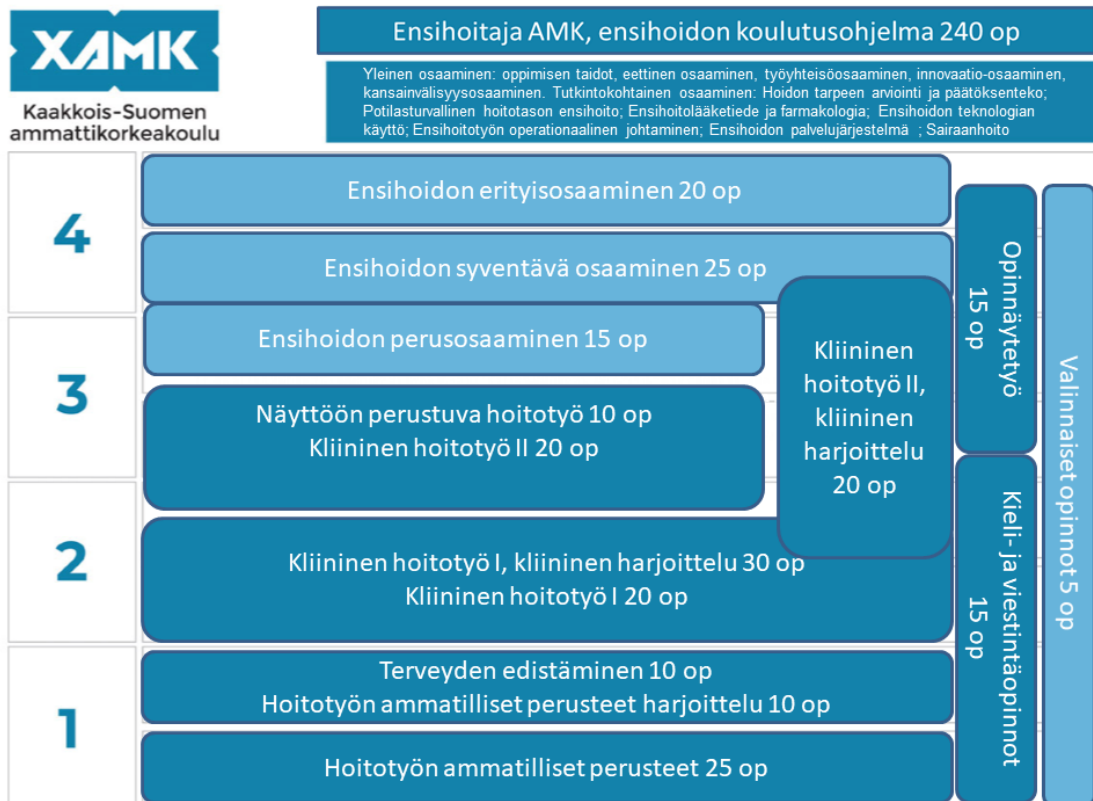 XAMK
Kaakkois-Suomen
ammattikorkeakoulu
Ensihoitaja AMK, ensihoidon koulutusohjelma 240 op
Yleinen osaaminen: oppimisen taidot, eettinen osaaminen, työyhteisöosaaminen, innovaatio-osaaminen,
kansainvälisyysosaaminen. Tutkintokohtainen osaaminen: Hoidon tarpeen arviointi ja päätöksenteko;
Potilasturvallinen hoitotason ensihoito; Ensihoitolääketiede ja farmakologia; Ensihoidon teknologian
käyttö; Ensihoitotyön operationaalinen johtaminen; Ensihoidon palvelujärjestelmä ; Sairaanhoito
4
Ensihoidon erityisosaaminen 20 op
Ensihoidon syventävä osaaminen 25 op
3
Ensihoidon perusosaaminen 15 op
Näyttöön perustuva hoitotyö 10 op
Kliininen hoitotyö II 20 op
Kliininen
hoitotyö II,
kliininen
harjoittelu
20 op
2
Kliininen hoitotyö I, kliininen harjoittelu 30 op
Kliininen hoitotyö I 20 op
1
Terveyden edistäminen 10 op
Hoitotyön ammatilliset perusteet harjoittelu 10 op
Hoitotyön ammatilliset perusteet 25 op
Opinnäytetyö
15 op
Kieli- ja viestintäopinnot
15 op
Valinnaiset opinnot 5 op